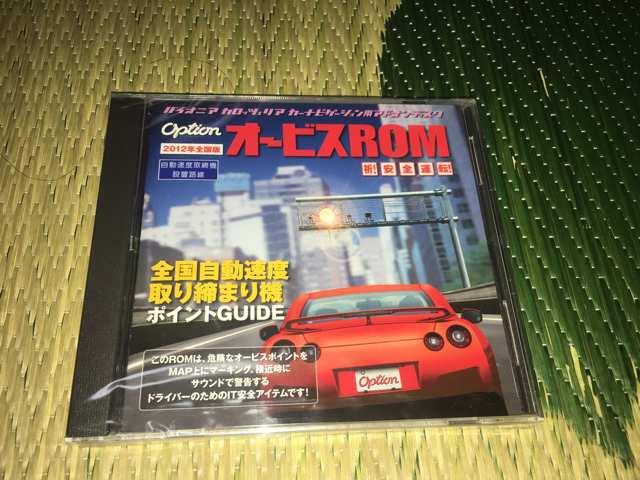 パイオニア カロッツェリア カーナビゲーション用アドオンディスク
Option オービスROM
2012年全国版
祈!安全運転!
自動速度取締機
設置路線
全国自動速度
取り締まり機
ポイントGUIDE
Option
このROMは、危険なオービスポイントを
MAP上にマーキング。接近時に
サウンドで警告する
ドライバーのためのIT安全アイテムです!